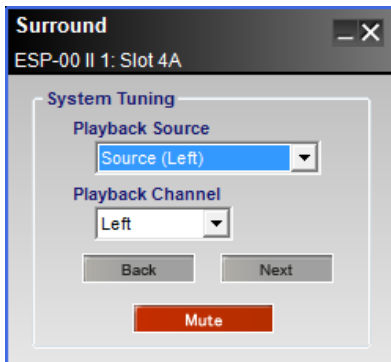 Surround
ESP-00 II 1: Slot 4A
System Tuning
Playback Source
Source (Left)
Playback Channel
Left
Back
Next
Mute